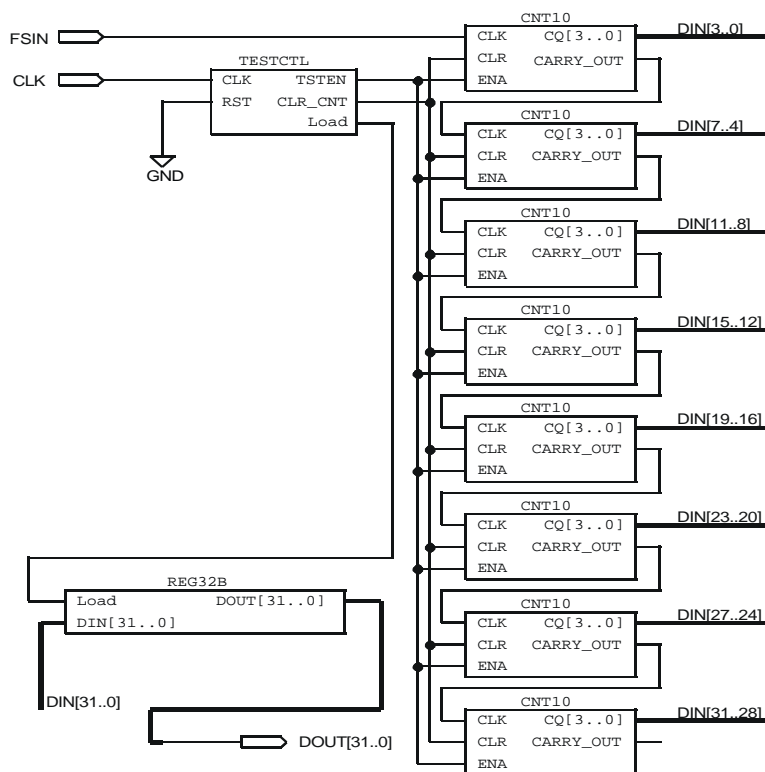 FSIN
CLK
TESTCTL
CLK TSTEN
RST CLR_CNT
Load
GND
CNT10
CLK CQ[3..0]
CLR CARRY_OUT
ENA
DIN[3..0]
CNT10
CLK CQ[3..0]
CLR CARRY_OUT
ENA
DIN[7..4]
CNT10
CLK CQ[3..0]
CLR CARRY_OUT
ENA
DIN[11..8]
CNT10
CLK CQ[3..0]
CLR CARRY_OUT
ENA
DIN[15..12]
CNT10
CLK CQ[3..0]
CLR CARRY_OUT
ENA
DIN[19..16]
CNT10
CLK CQ[3..0]
CLR CARRY_OUT
ENA
DIN[23..20]
CNT10
CLK CQ[3..0]
CLR CARRY_OUT
ENA
DIN[27..24]
CNT10
CLK CQ[3..0]
CLR CARRY_OUT
ENA
DIN[31..28]
REG32B
Load DOUT[31..0]
DIN[31..0]
DIN[31..0]
DOUT[31..0]